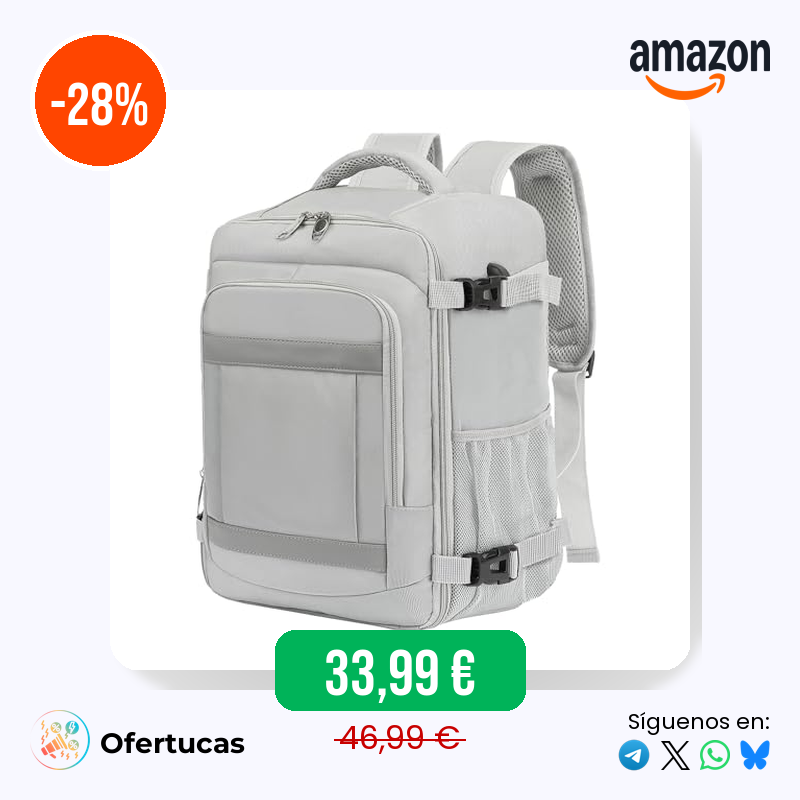 -28%
amazon
33,99 €
46,99 €
Ofertucas
Síguenos en: